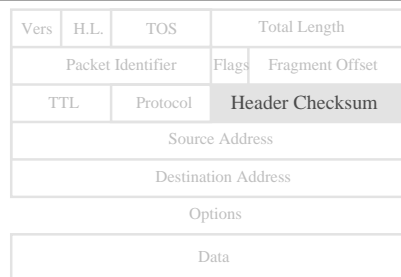 Vers H.L. TOS Total Length
Packet Identifier Flags Fragment Offset
TTL Protocol Header Checksum
Source Address
Destination Address
Options
Data